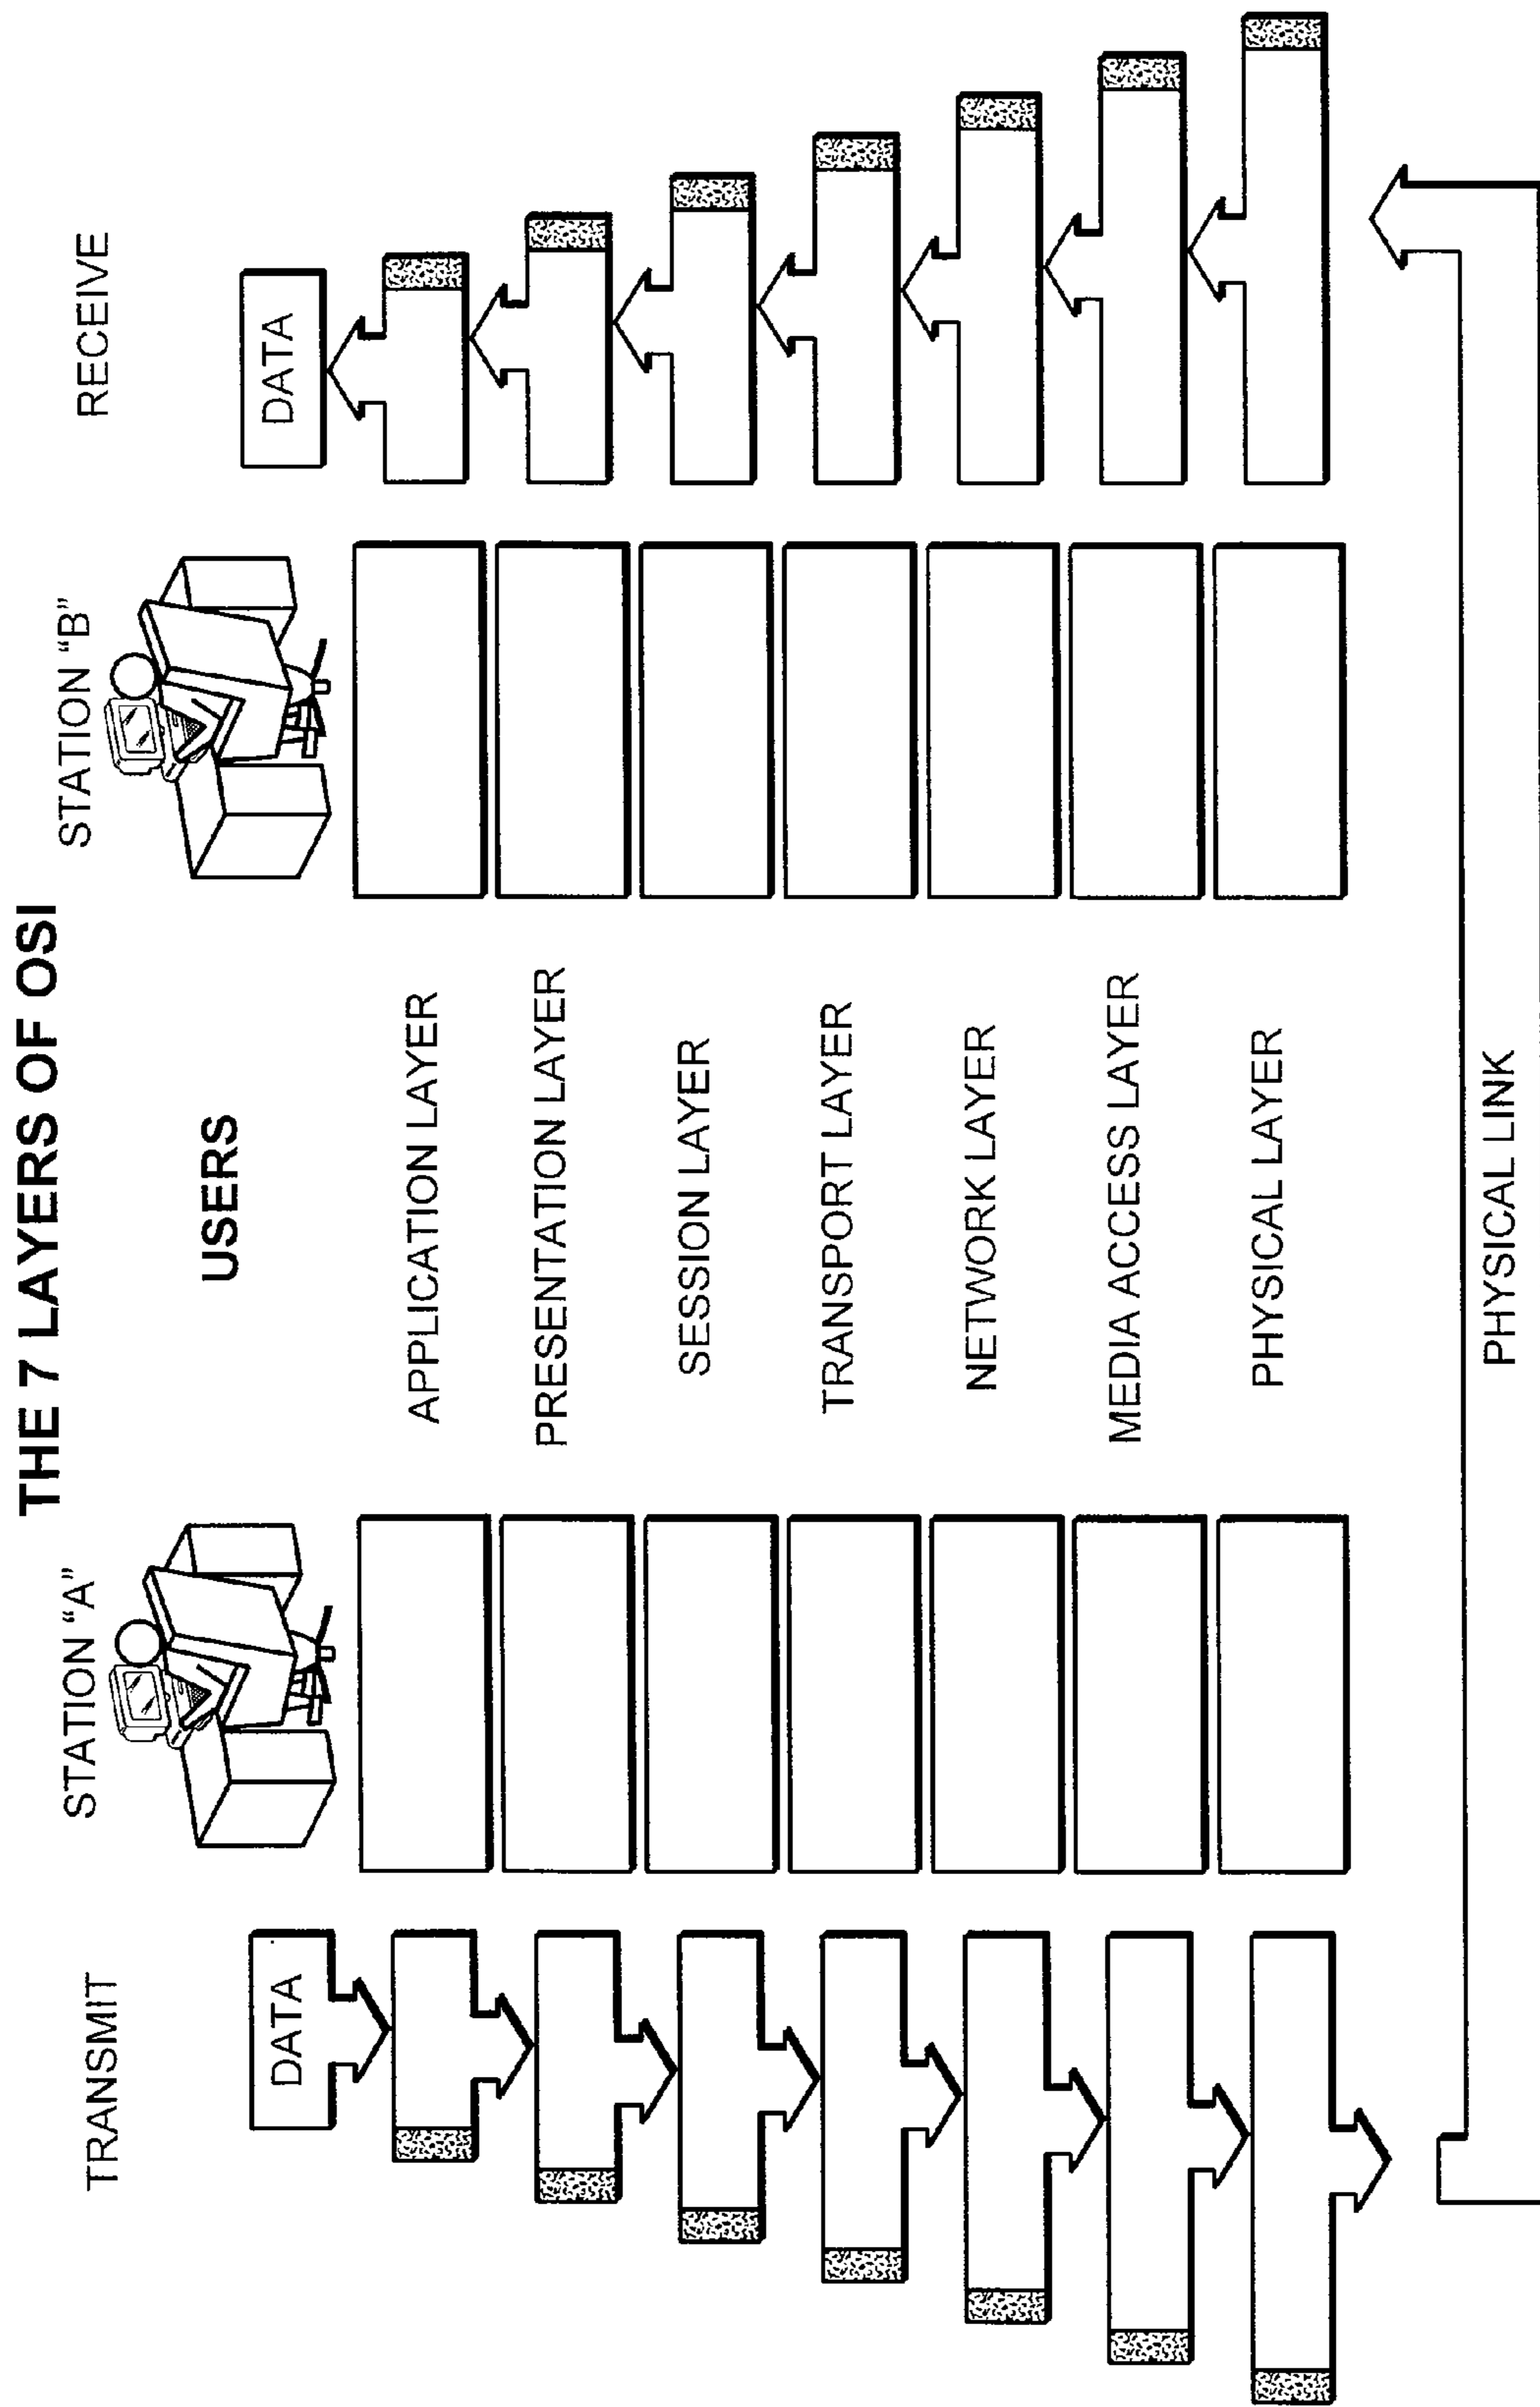 THE 7 LAYERS OF OSI
TRANSMIT
STATION “A”
STATION “B”
RECEIVE
USERS
DATA
DATA
APPLICATION LAYER
PRESENTATION LAYER
SESSION LAYER
TRANSPORT LAYER
NETWORK LAYER
MEDIA ACCESS LAYER
PHYSICAL LAYER
PHYSICAL LINK